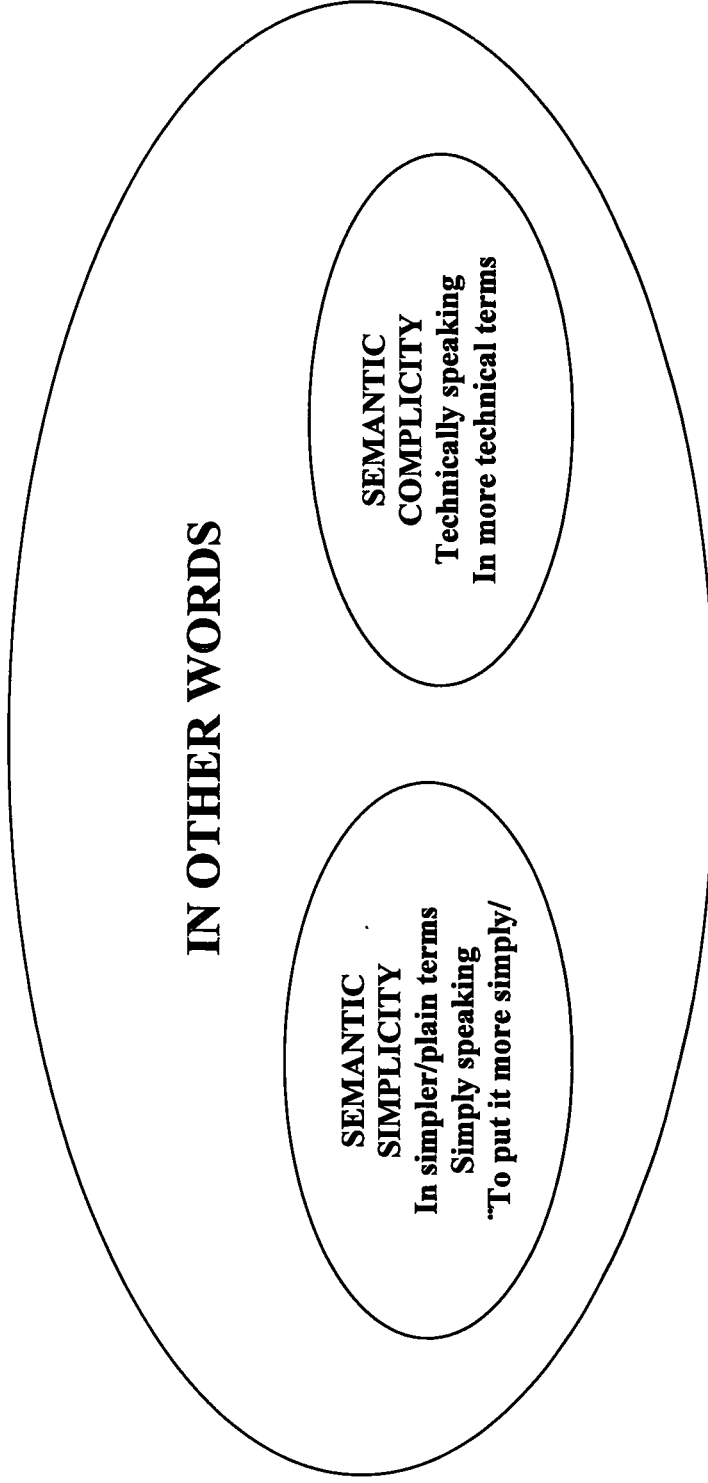 IN OTHER WORDS
SEMANTIC
SIMPLICITY
In simpler/plain terms
Simply speaking
"To put it more simply/
SEMANTIC
COMPLICITY
Technically speaking
In more technical terms